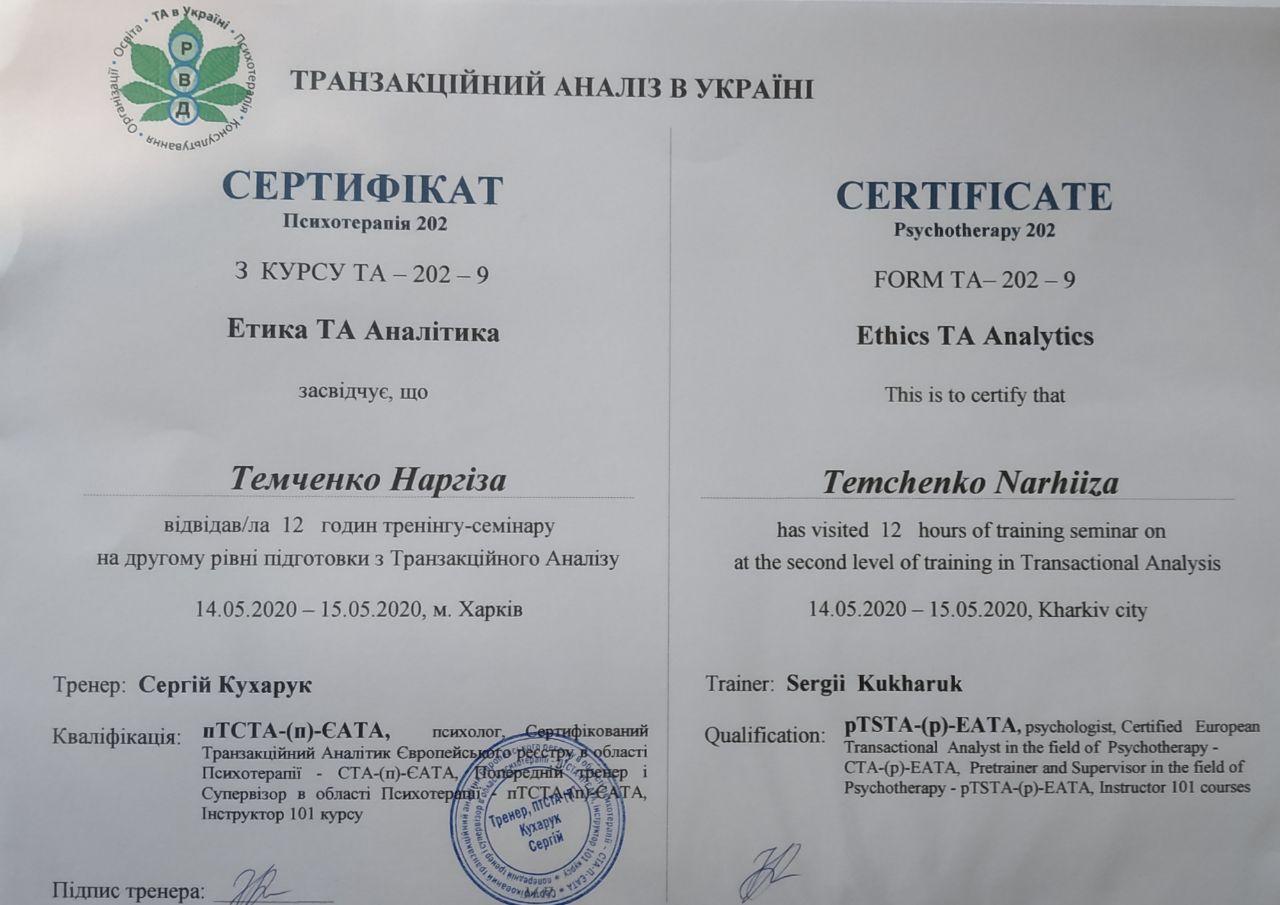 ТА в Україні • Психотерапія • Консультування • Організації • Освіта •
Р
В
Д
ТРАНЗАКЦІЙНИЙ АНАЛІЗ В УКРАЇНІ
СЕРТИФІКАТ
Психотерапія 202
З КУРСУ ТА – 202 – 9
Етика ТА Аналітика
засвідчує, що
Темченко Наргіза
відвідав/ла 12 годин тренінгу-семінару
на другому рівні підготовки з Транзакційного Аналізу
14.05.2020 – 15.05.2020, м. Харків
Тренер: Сергій Кухарук
Кваліфікація: пТСТА-(п)-ЄАТА, психолог, Сертифікований
Транзакційний Аналітик Європейського реєстру в області
Психотерапії - СТА-(п)-ЄАТА, Попередній тренер і
Супервізор в області Психотерапії - пТСТА-(п)-ЄАТА,
Інструктор 101 курсу
Підпис тренера:
Тренер, пТСТА-(п)
Кухарук
Сергій
CERTIFICATE
Psychotherapy 202
FORM TA– 202 – 9
Ethics TA Analytics
This is to certify that
Temchenko Narhiiza
has visited 12 hours of training seminar on
at the second level of training in Transactional Analysis
14.05.2020 – 15.05.2020, Kharkiv city
Trainer: Sergii Kukharuk
Qualification: pTSTA-(p)-EATA, psychologist, Certified European
Transactional Analyst in the field of Psychotherapy -
CTA-(p)-EATA, Pretrainer and Supervisor in the field of
Psychotherapy - pTSTA-(p)-EATA, Instructor 101 courses